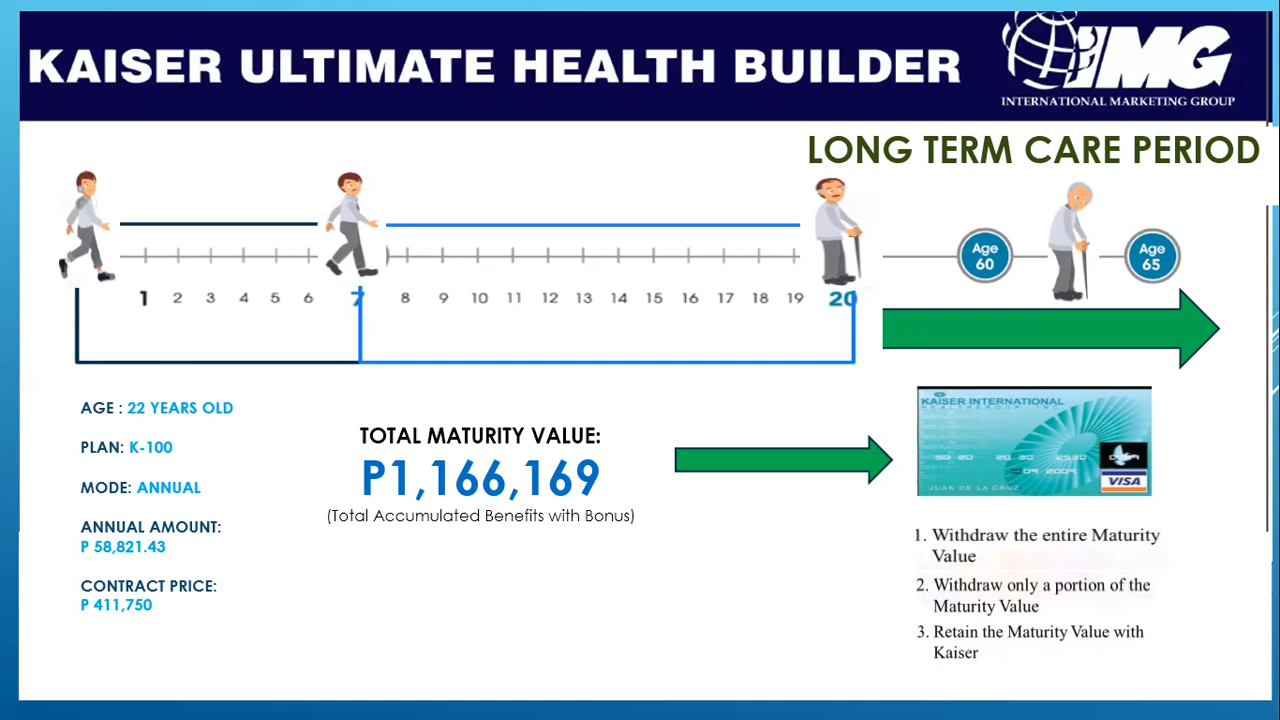 KAISER ULTIMATE HEALTH BUILDER
IMG
INTERNATIONAL MARKETING GROUP
LONG TERM CARE PERIOD
Age
60
Age
65
1 2 3 4 5 6 7 8 9 10 11 12 13 14 15 16 17 18 19 20
AGE : 22 YEARS OLD
PLAN: K-100
MODE: ANNUAL
ANNUAL AMOUNT:
P 58,821.43
CONTRACT PRICE:
P 411,750
TOTAL MATURITY VALUE:
P1,166,169
(Total Accumulated Benefits with Bonus)
KAISER INTERNATIONAL
HEALTHGROUP INC
09 2009
JUAN DE LA CRUZ
VISA
1. Withdraw the entire Maturity
Value
2. Withdraw only a portion of the
Maturity Value
3. Retain the Maturity Value with
Kaiser